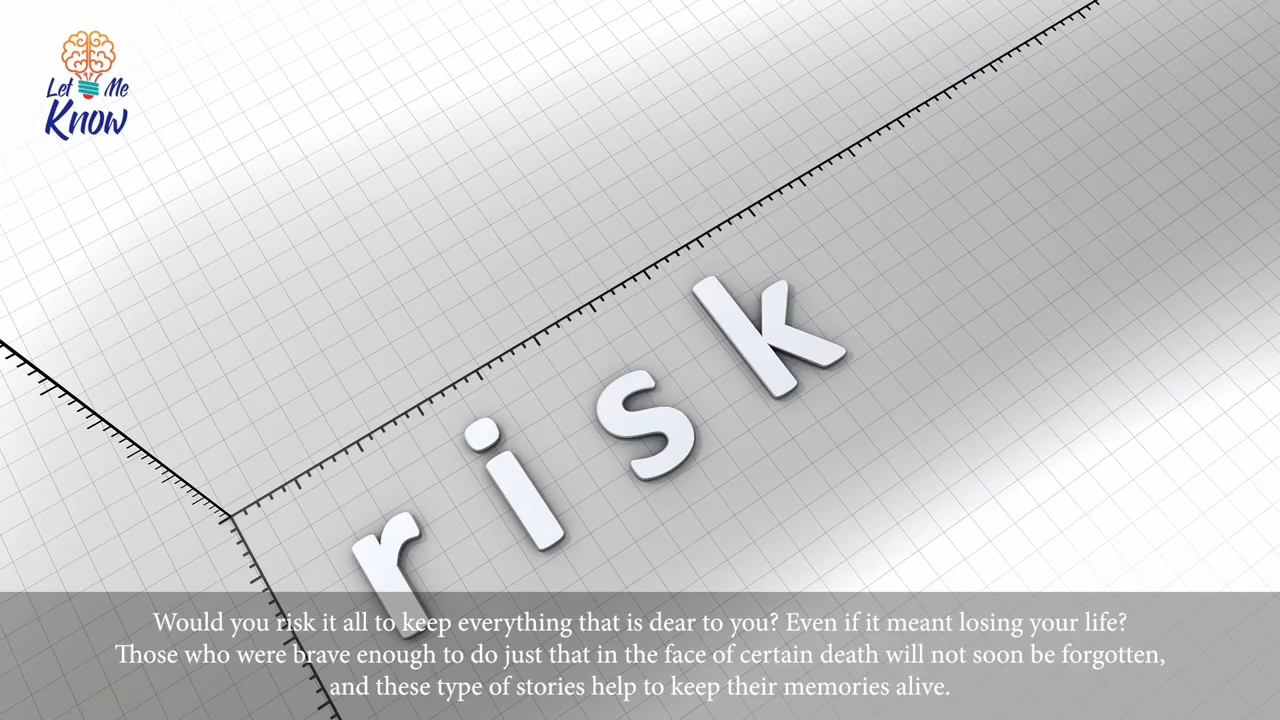 Let Me
Know
risk
Would you risk it all to keep everything that is dear to you? Even if it meant losing your life?
Those who were brave enough to do just that in the face of certain death will not soon be forgotten,
and these type of stories help to keep their memories alive.